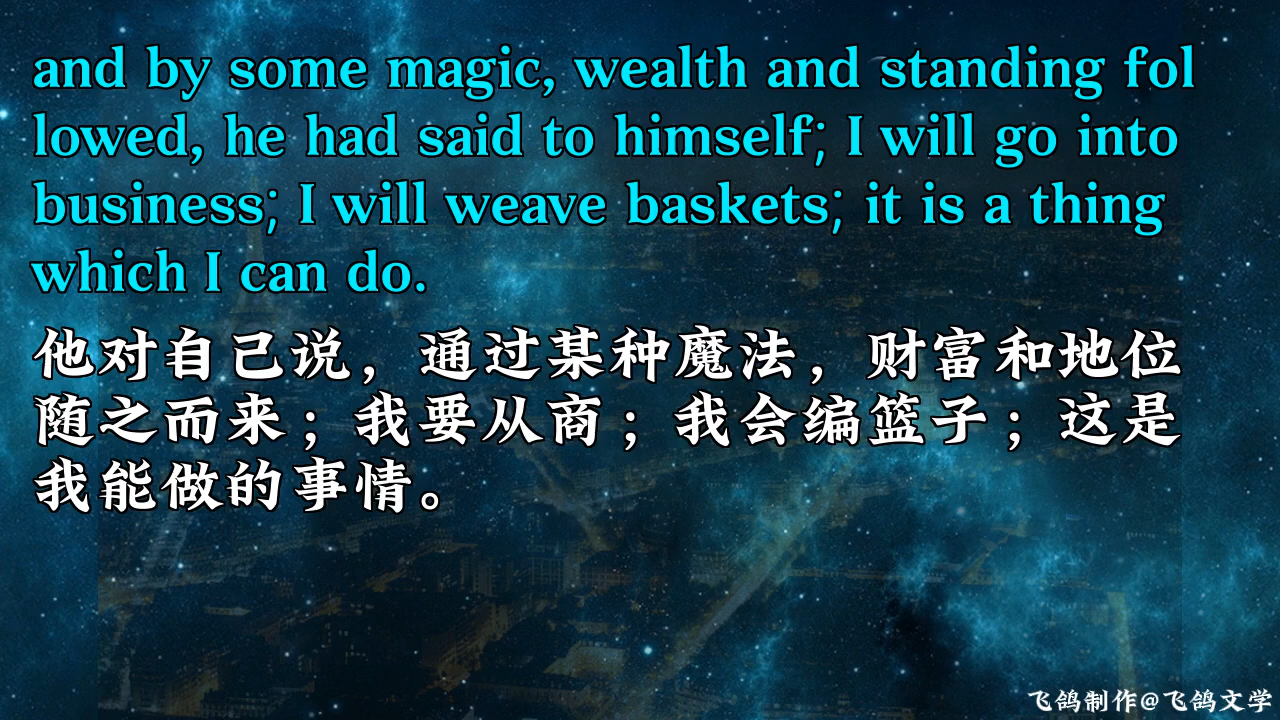 and by some magic, wealth and standing fol
lowed, he had said to himself; I will go into
business; I will weave baskets; it is a thing
which I can do.
他对自己说，通过某种魔法，财富和地位
随之而来；我要从商；我会编篮子；这是
我能做的事情。
飞鸽制作@飞鸽文学